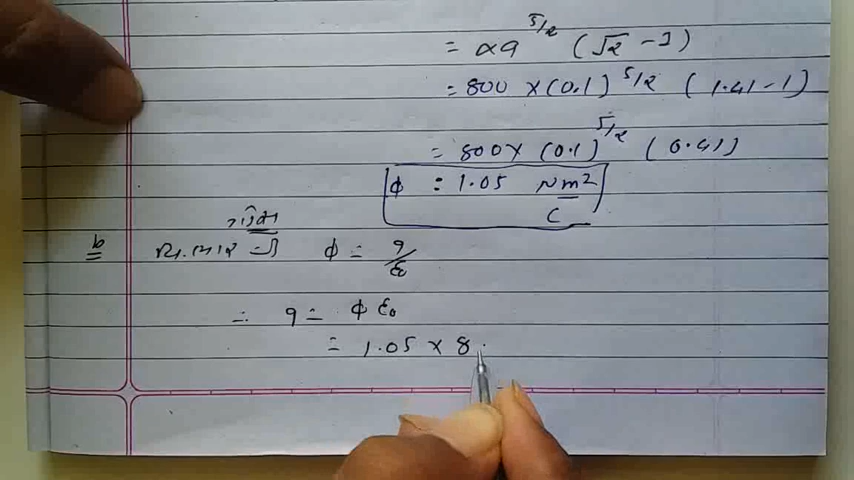 = αa^5/2 (√2 - 1)
= 800 × (0.1)^5/2 (1.41 - 1)
= 800 × (0.1)^5/2 (0.41)
ϕ = 1.05 Nm²/C
b
ϕ = q/ε
∴ q = ϕ ε₀
= 1.05 × 8.